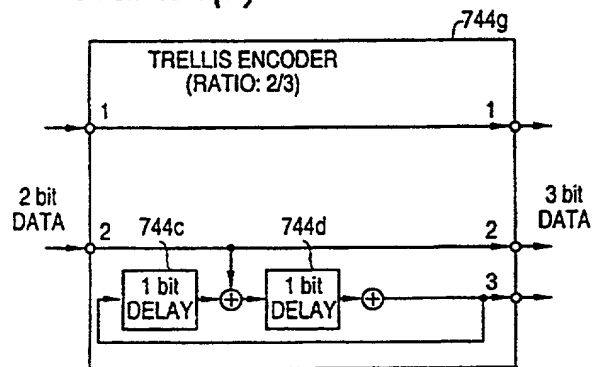 744g
TRELLIS ENCODER
(RATIO: 2/3)
1
1
2 bit
DATA
3 bit
DATA
2
744c
744d
2
1 bit
DELAY
1 bit
DELAY
3